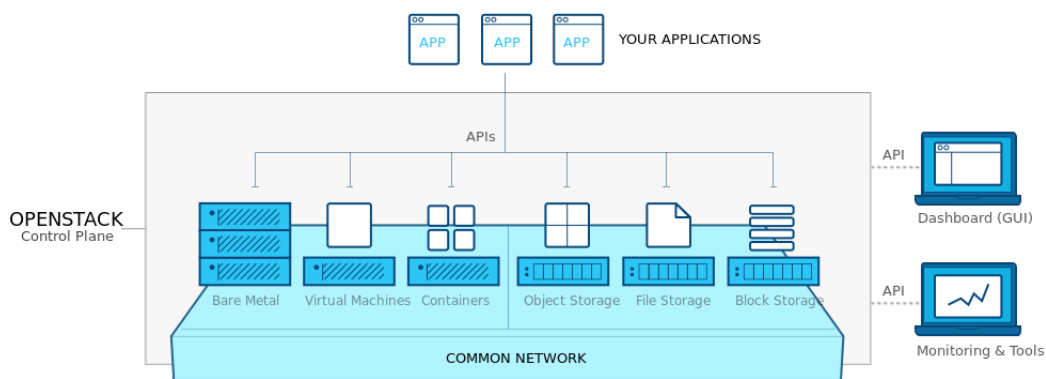 APP
APP
APP
YOUR APPLICATIONS
APIs
API
Dashboard (GUI)
OPENSTACK
Control Plane
Bare Metal
Virtual Machines
Containers
Object Storage
File Storage
Block Storage
API
Monitoring & Tools
COMMON NETWORK